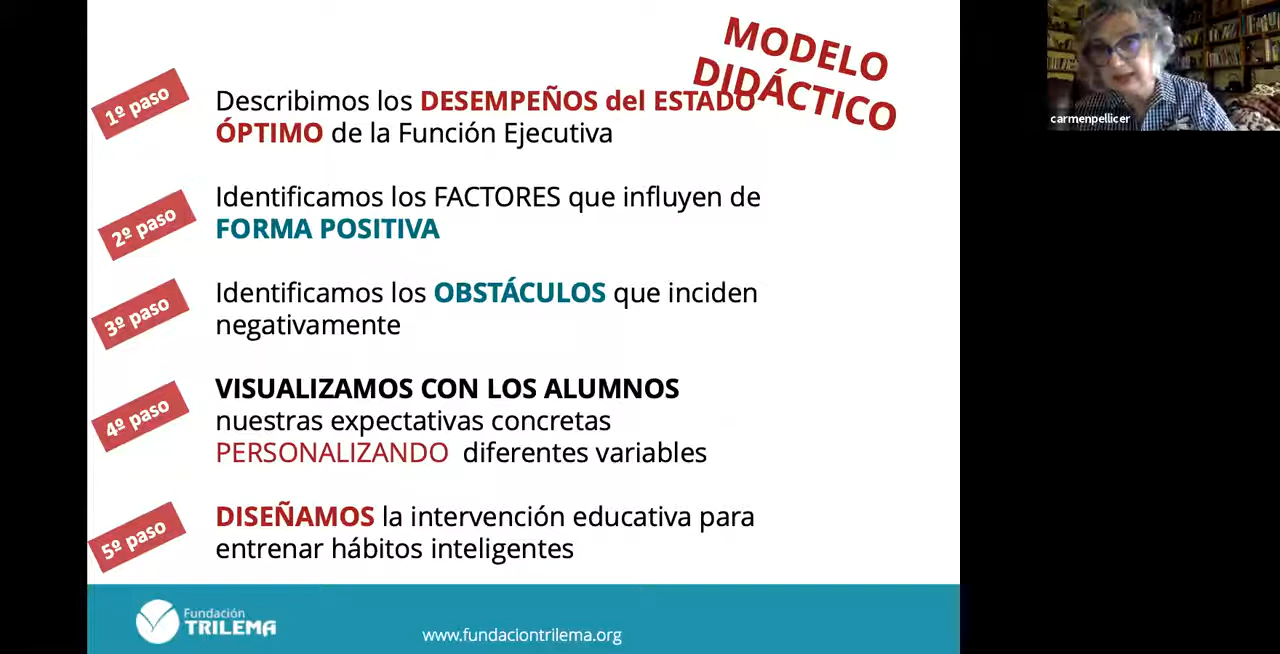 MODELO
DIDÁCTICO
1º paso
Describimos los DESEMPEÑOS del ESTADO
ÓPTIMO de la Función Ejecutiva
2º paso
Identificamos los FACTORES que influyen de
FORMA POSITIVA
3º paso
Identificamos los OBSTÁCULOS que inciden
negativamente
4º paso
VISUALIZAMOS CON LOS ALUMNOS
nuestras expectativas concretas
PERSONALIZANDO diferentes variables
5º paso
DISEÑAMOS la intervención educativa para
entrenar hábitos inteligentes
Fundación
TRILEMA
www.fundaciontrilema.org
carmenpellicer